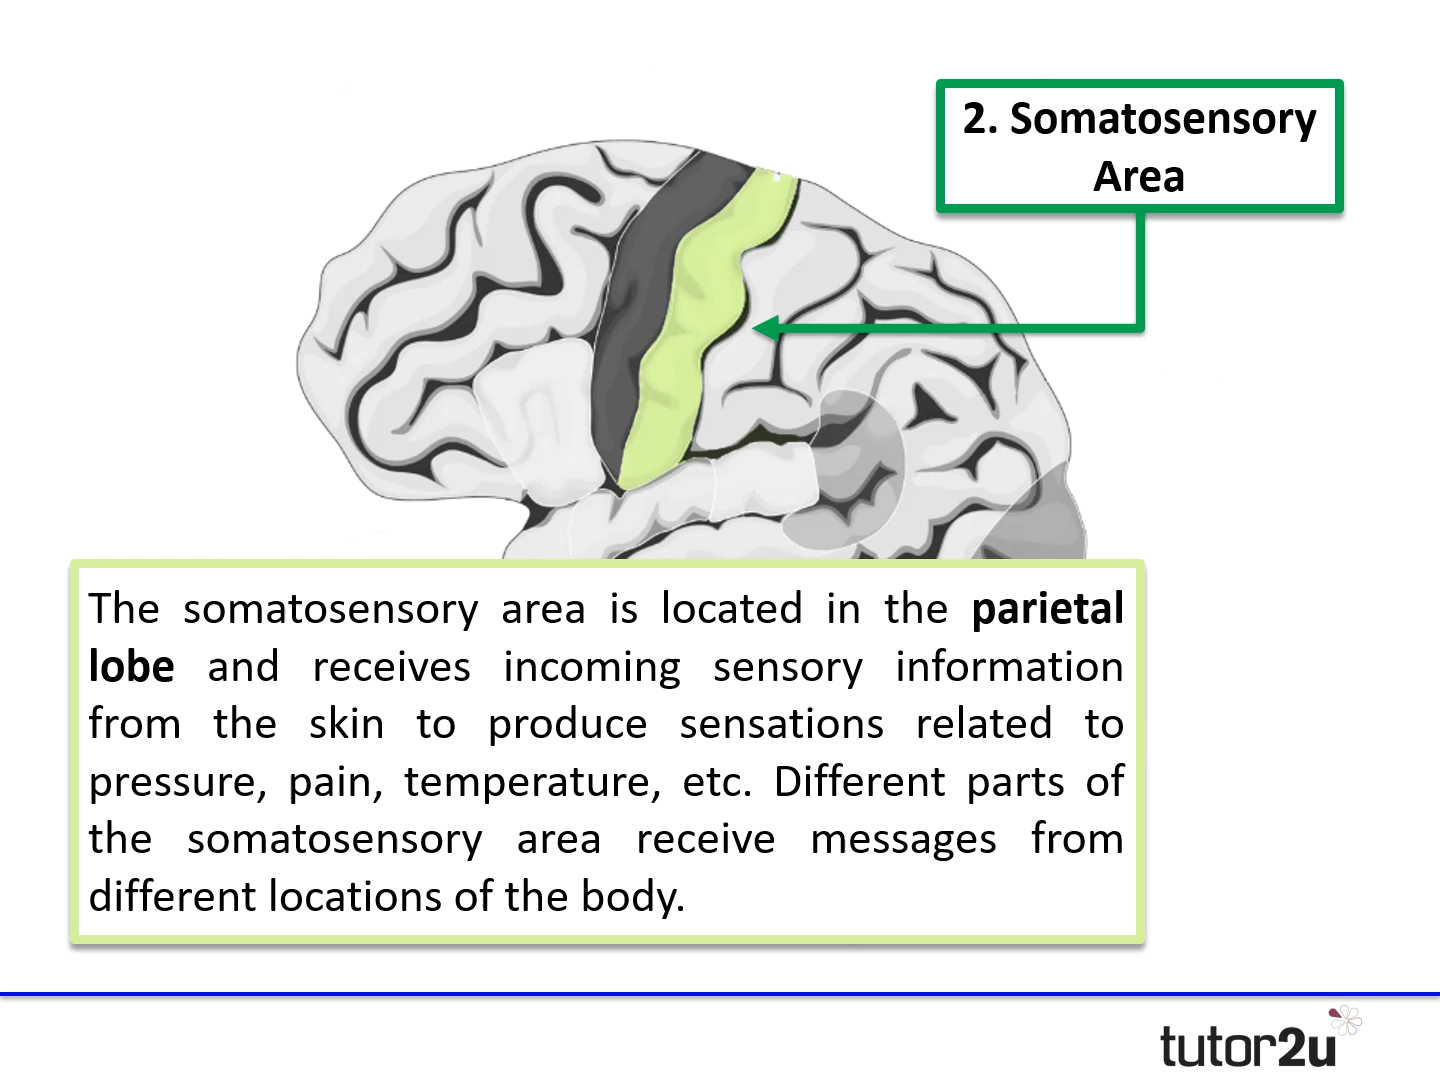 2. Somatosensory
Area
The somatosensory area is located in the parietal
lobe and receives incoming sensory information
from the skin to produce sensations related to
pressure, pain, temperature, etc. Different parts of
the somatosensory area receive messages from
different locations of the body.
tutor2u